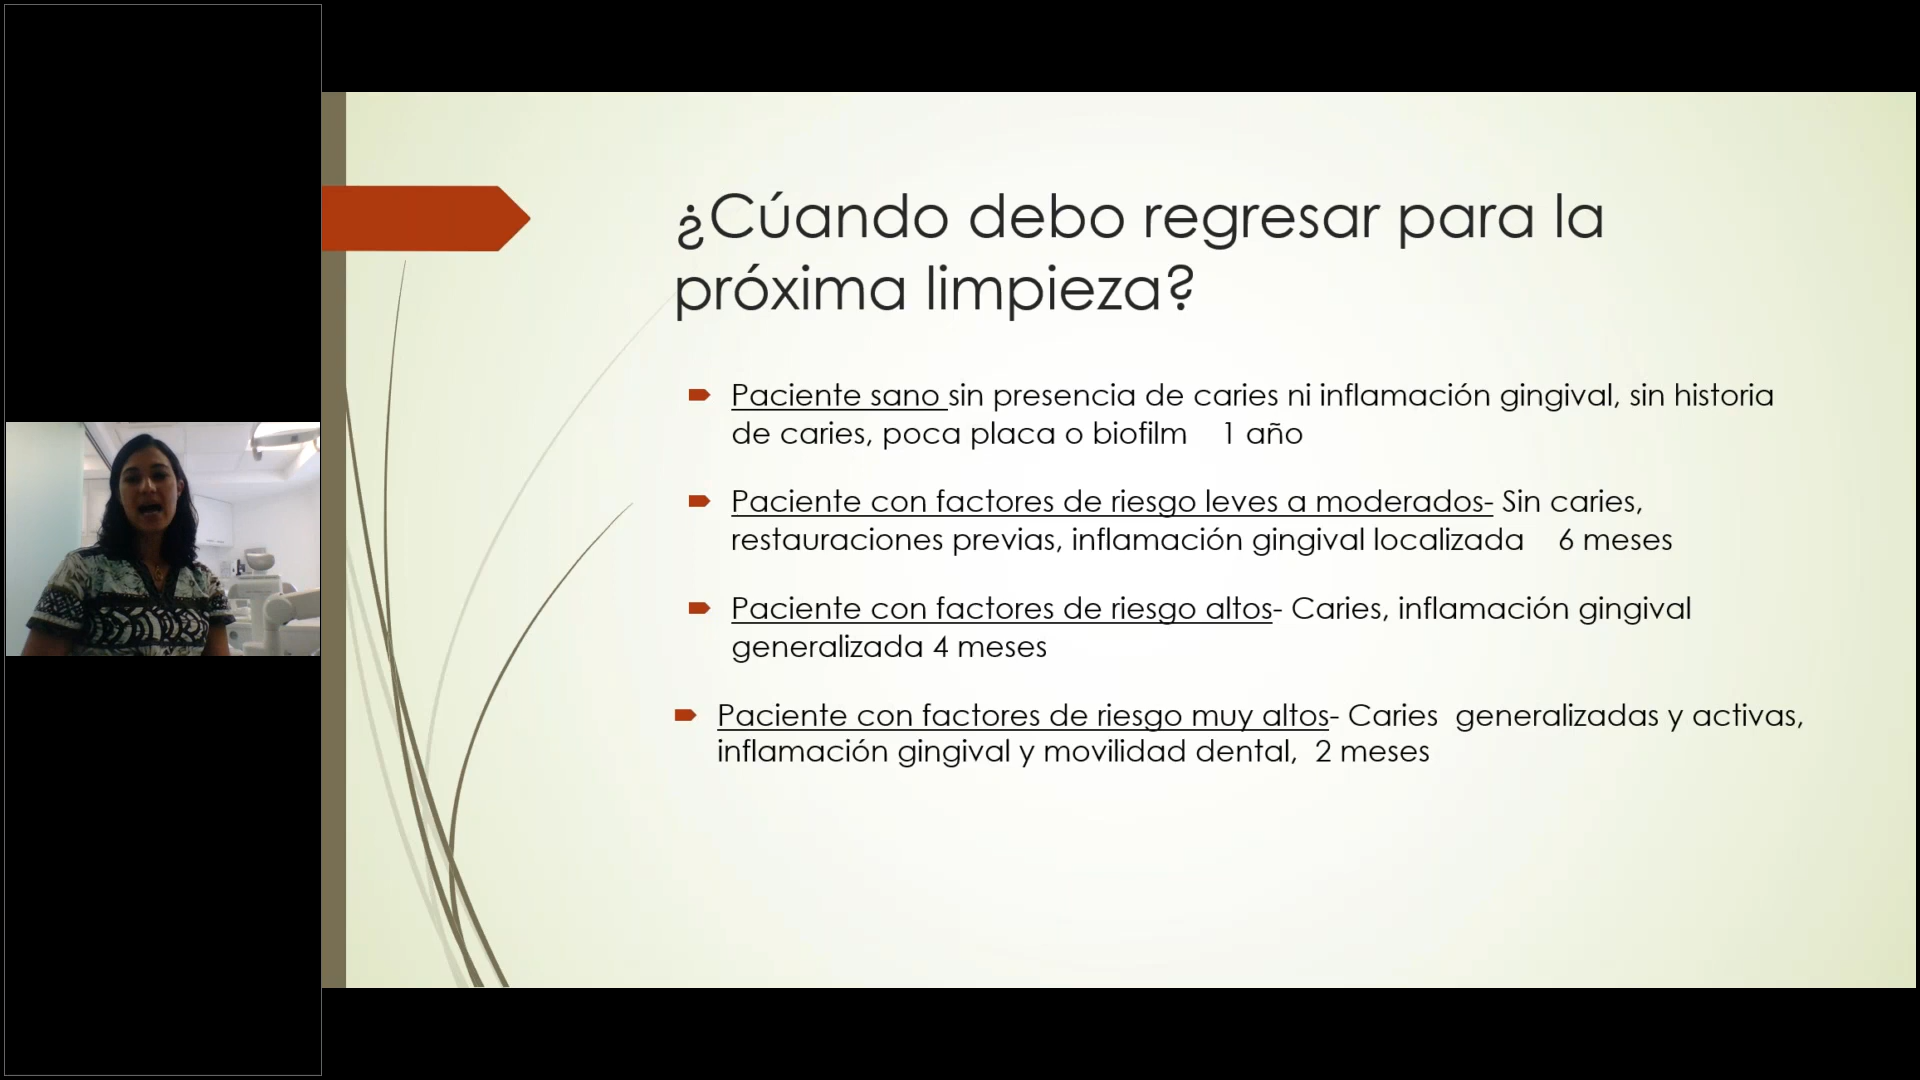 ¿Cúando debo regresar para la
próxima limpieza?
Paciente sano sin presencia de caries ni inflamación gingival, sin historia
de caries, poca placa o biofilm 1 año
Paciente con factores de riesgo leves a moderados- Sin caries,
restauraciones previas, inflamación gingival localizada 6 meses
Paciente con factores de riesgo altos- Caries, inflamación gingival
generalizada 4 meses
Paciente con factores de riesgo muy altos- Caries generalizadas y activas,
inflamación gingival y movilidad dental, 2 meses